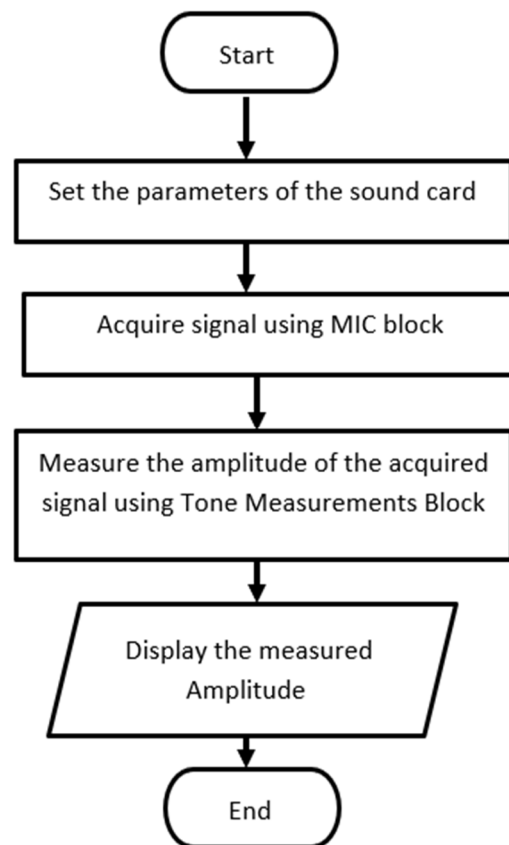 Start
Set the parameters of the sound card
Acquire signal using MIC block
Measure the amplitude of the acquired
signal using Tone Measurements Block
Display the measured
Amplitude
End